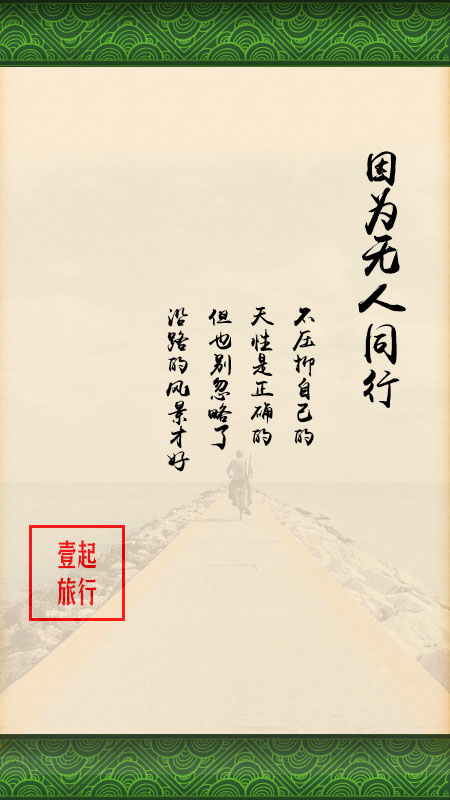 因为无人同行
不压抑自己的
天性是正确的
但也别忽略了
沿路的风景才好
壹起
旅行